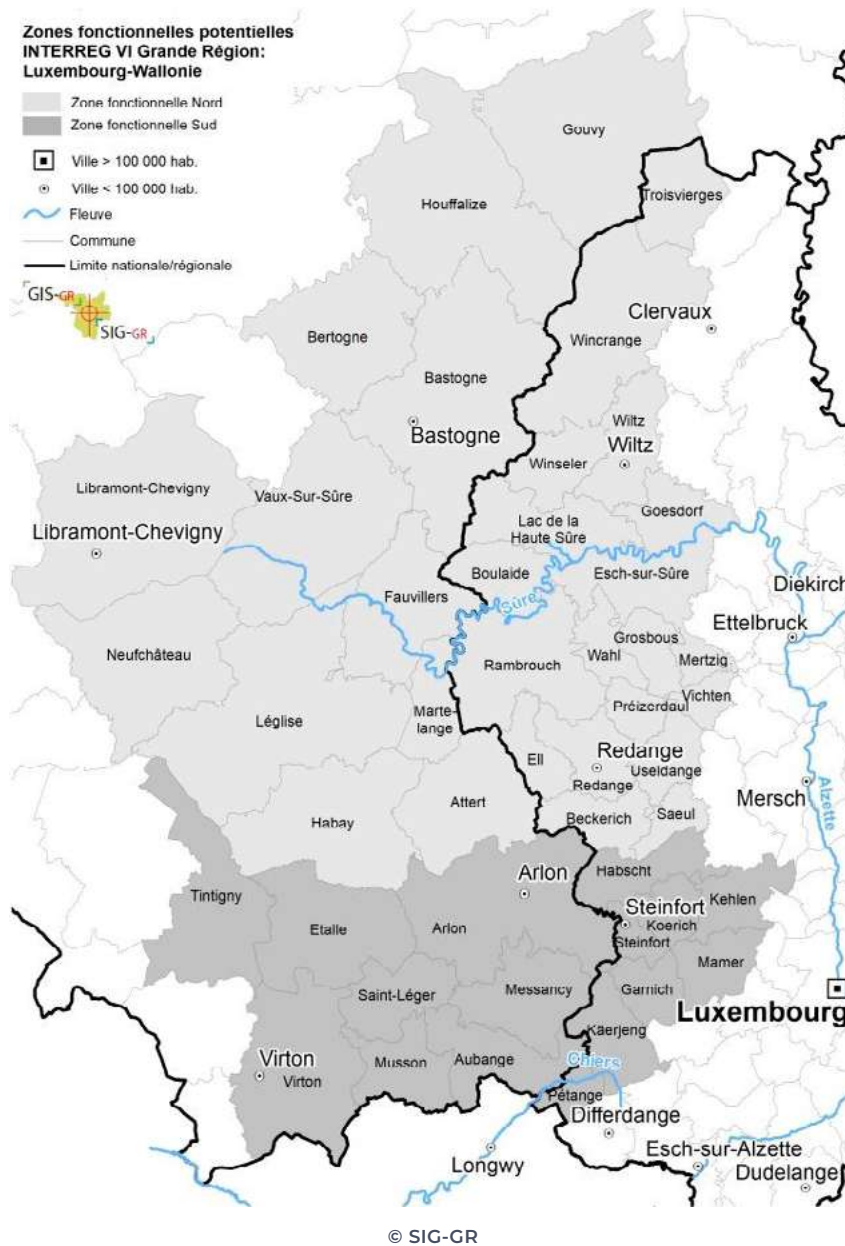 Zones fonctionnelles potentielles
INTERREG VI Grande Région:
Luxembourg-Wallonie
Zone fonctionnelle Nord
Zone fonctionnelle Sud
Ville > 100 000 hab.
Ville < 100 000 hab.
Fleuve
Commune
Limite nationale/régionale
GIS-GR
SIG-GR
Gouvy
Troisvierges
Houffalize
Clervaux
Bertogne
Wincrange
Bastogne
Bastogne
Wiltz
Wiltz
Winseler
Libramont-Chevigny
Vaux-Sur-Sûre
Goesdorf
Lac de la
Haute Sûre
Libramont-Chevigny
Boulaide
Esch-sur-Sûre
Diekirch
Fauvillers
Sûre
Ettelbruck
Neufchâteau
Grosbous
Wahl
Mertzig
Rambrouch
Vichten
Préizerdaul
Marte-
lange
Léglise
Ell
Redange
Useldange
Redange
Mersch
Alzette
Attert
Habay
Beckerich
Saeul
Arlon
Habscht
Tintigny
Kehlen
Steinfort
Etalle
Arlon
Koerich
Steinfort
Mamer
Saint-Léger
Messancy
Garnich
Luxembourg
Käerjeng
Virton
Virton
Musson
Aubange
Chiers
Pétange
Differdange
Longwy
Esch-sur-Alzette
Dudelange
© SIG-GR